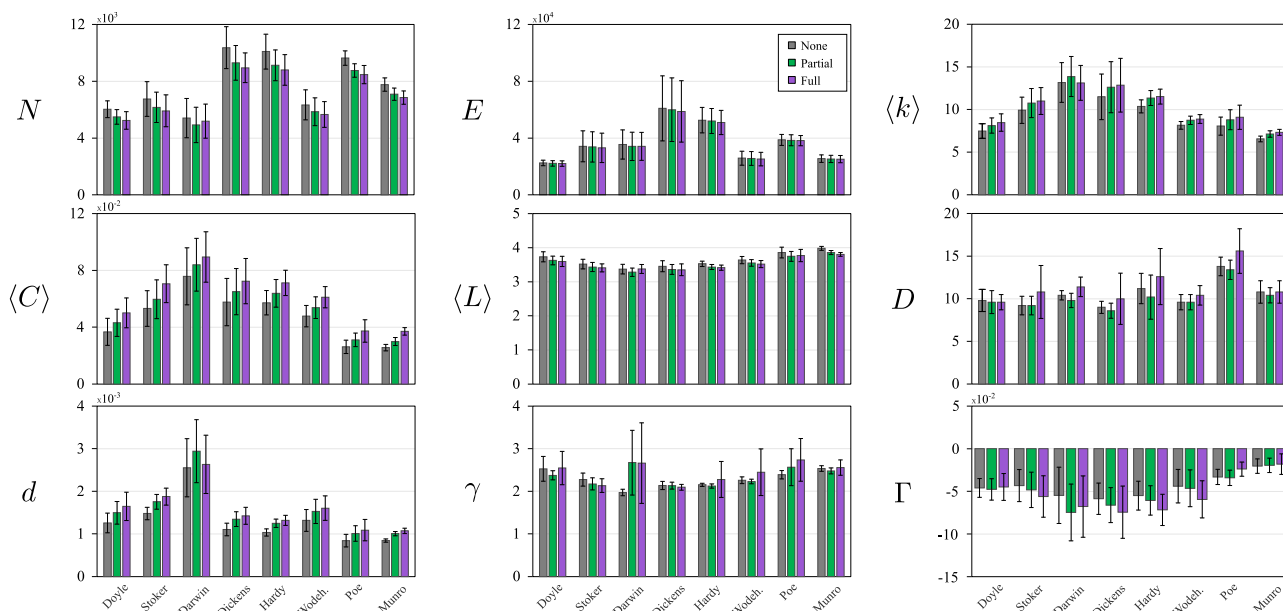 x10³
12
8
4
0
N
x10⁴
12
8
4
0
E
None
Partial
Full
20
15
10
5
0
⟨k⟩
x10⁻²
12
8
4
0
⟨C⟩
5
4
3
2
1
0
⟨L⟩
20
15
10
5
0
D
x10⁻³
4
3
2
1
0
d
Doyle
Stoker
Darwin
Dickens
Hardy
Wodeh.
Poe
Munro
4
3
2
1
0
γ
Doyle
Stoker
Darwin
Dickens
Hardy
Wodeh.
Poe
Munro
x10⁻²
5
0
-5
-10
-15
Γ
Doyle
Stoker
Darwin
Dickens
Hardy
Wodeh.
Poe
Munro